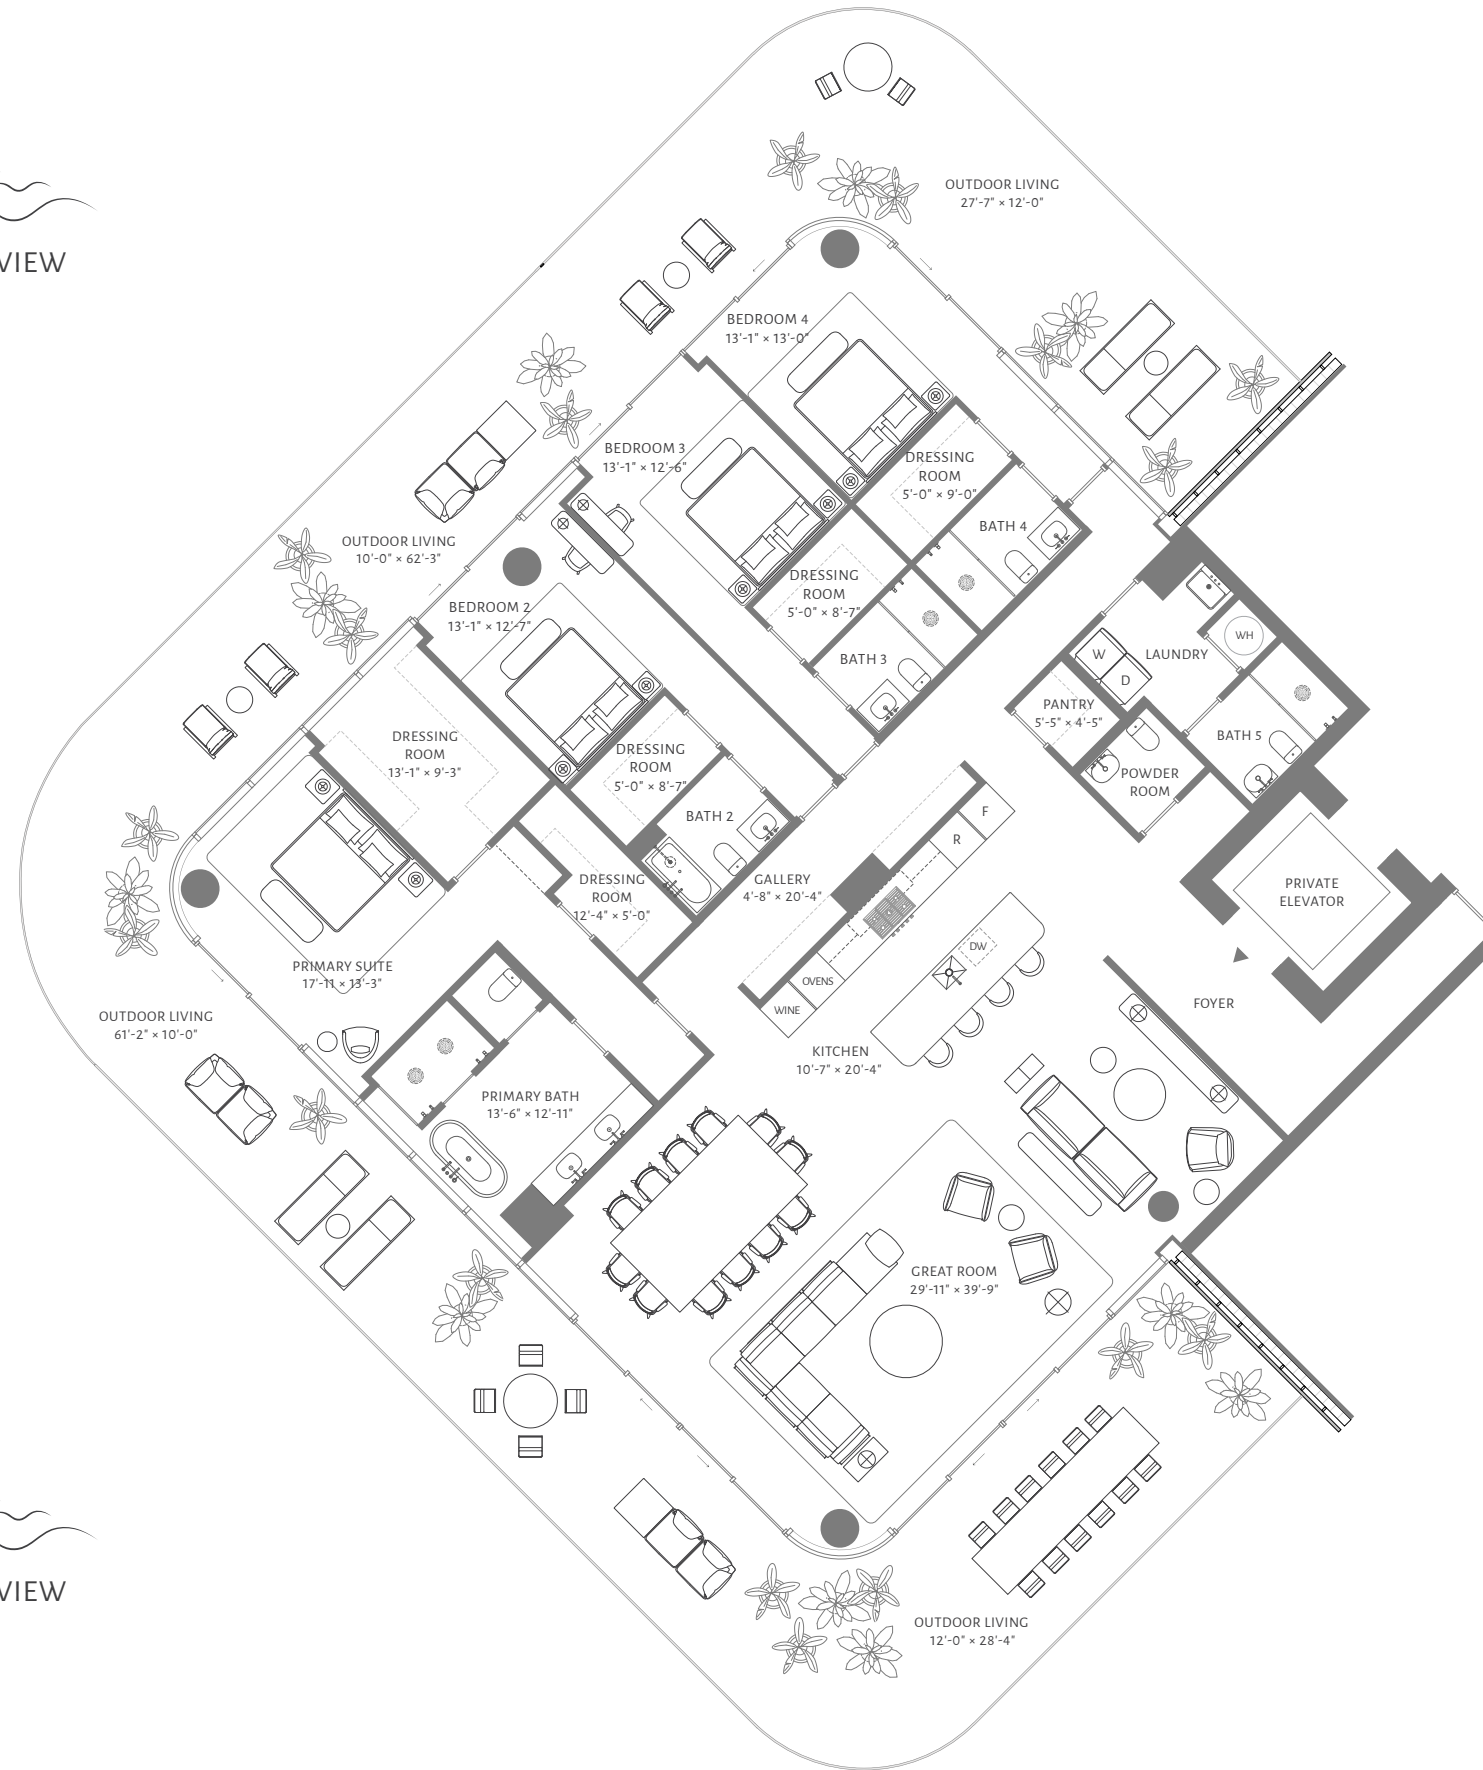 OUTDOOR LIVING
27'-7" × 12'-0"
VIEW
BEDROOM 4
13'-1" × 13'-0"
BEDROOM 3
13'-1" × 12'-6"
DRESSING
ROOM
5'-0" × 9'-0"
BATH 4
OUTDOOR LIVING
10'-0" × 62'-3"
DRESSING
ROOM
5'-0" × 8'-7"
BEDROOM 2
13'-1" × 12'-7"
WH
W
D
LAUNDRY
BATH 3
PANTRY
5'-5" × 4'-5"
BATH 5
DRESSING
ROOM
13'-1" × 9'-3"
DRESSING
ROOM
5'-0" × 8'-7"
POWDER
ROOM
BATH 2
F
R
DRESSING
ROOM
12'-4" × 5'-0"
GALLERY
4'-8" × 20'-4"
PRIVATE
ELEVATOR
DW
PRIMARY SUITE
17'-11 × 13'-3"
OVENS
WINE
FOYER
OUTDOOR LIVING
61'-2" × 10'-0"
KITCHEN
10'-7" × 20'-4"
PRIMARY BATH
13'-6" × 12'-11"
GREAT ROOM
29'-11" × 39'-9"
VIEW
OUTDOOR LIVING
12'-0" × 28'-4"